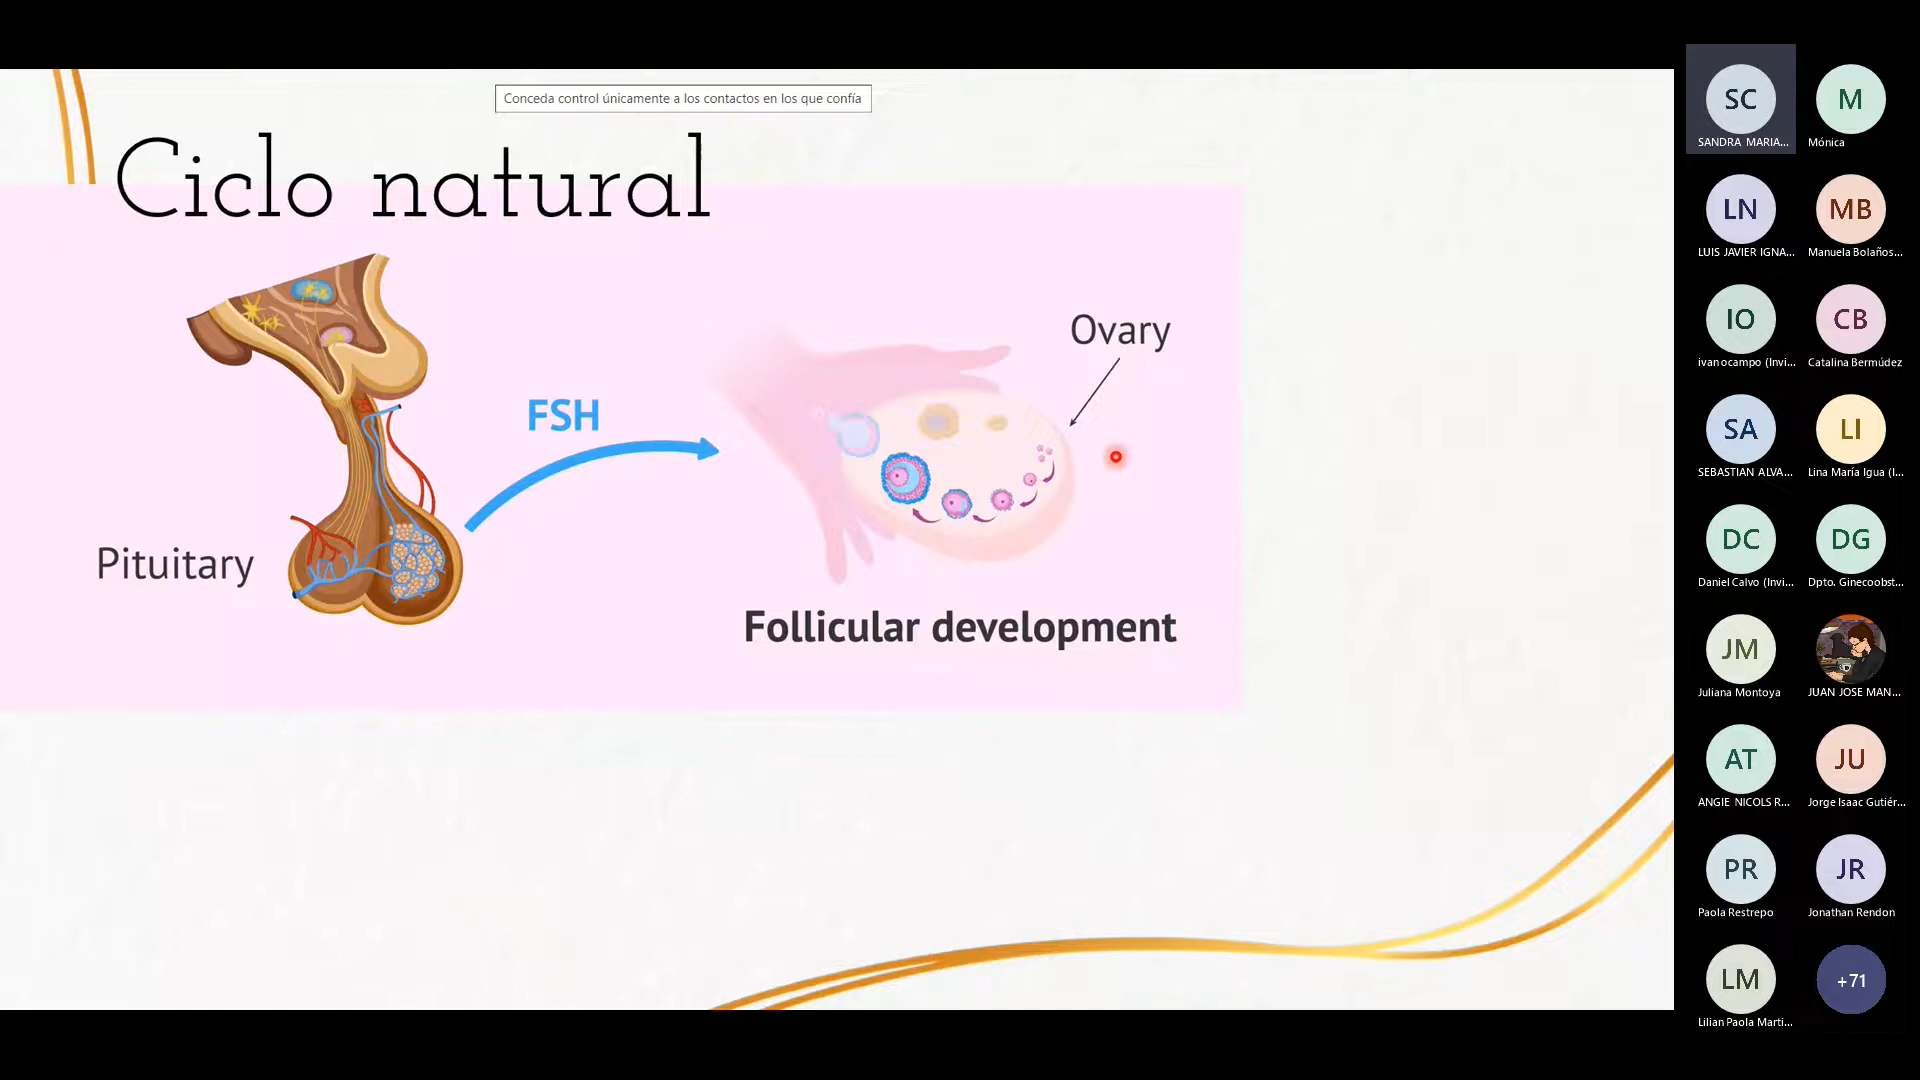 Conceda control únicamente a los contactos en los que confía
Ciclo natural
Ovary
FSH
Pituitary
Follicular development
SC
SANDRA MARIA...
M
Mónica
LN
LUIS JAVIER IGNA...
MB
Manuela Bolaños...
IO
ivan ocampo (Invi...
CB
Catalina Bermúdez
SA
SEBASTIAN ALVA...
LI
Lina María Igua (I...
DC
Daniel Calvo (Invi...
DG
Dpto. Ginecoobst...
JM
Juliana Montoya
JUAN JOSE MAN...
AT
ANGIE NICOLS R...
JU
Jorge Isaac Gutiér...
PR
Paola Restrepo
JR
Jonathan Rendon
LM
Lilian Paola Marti...
+71